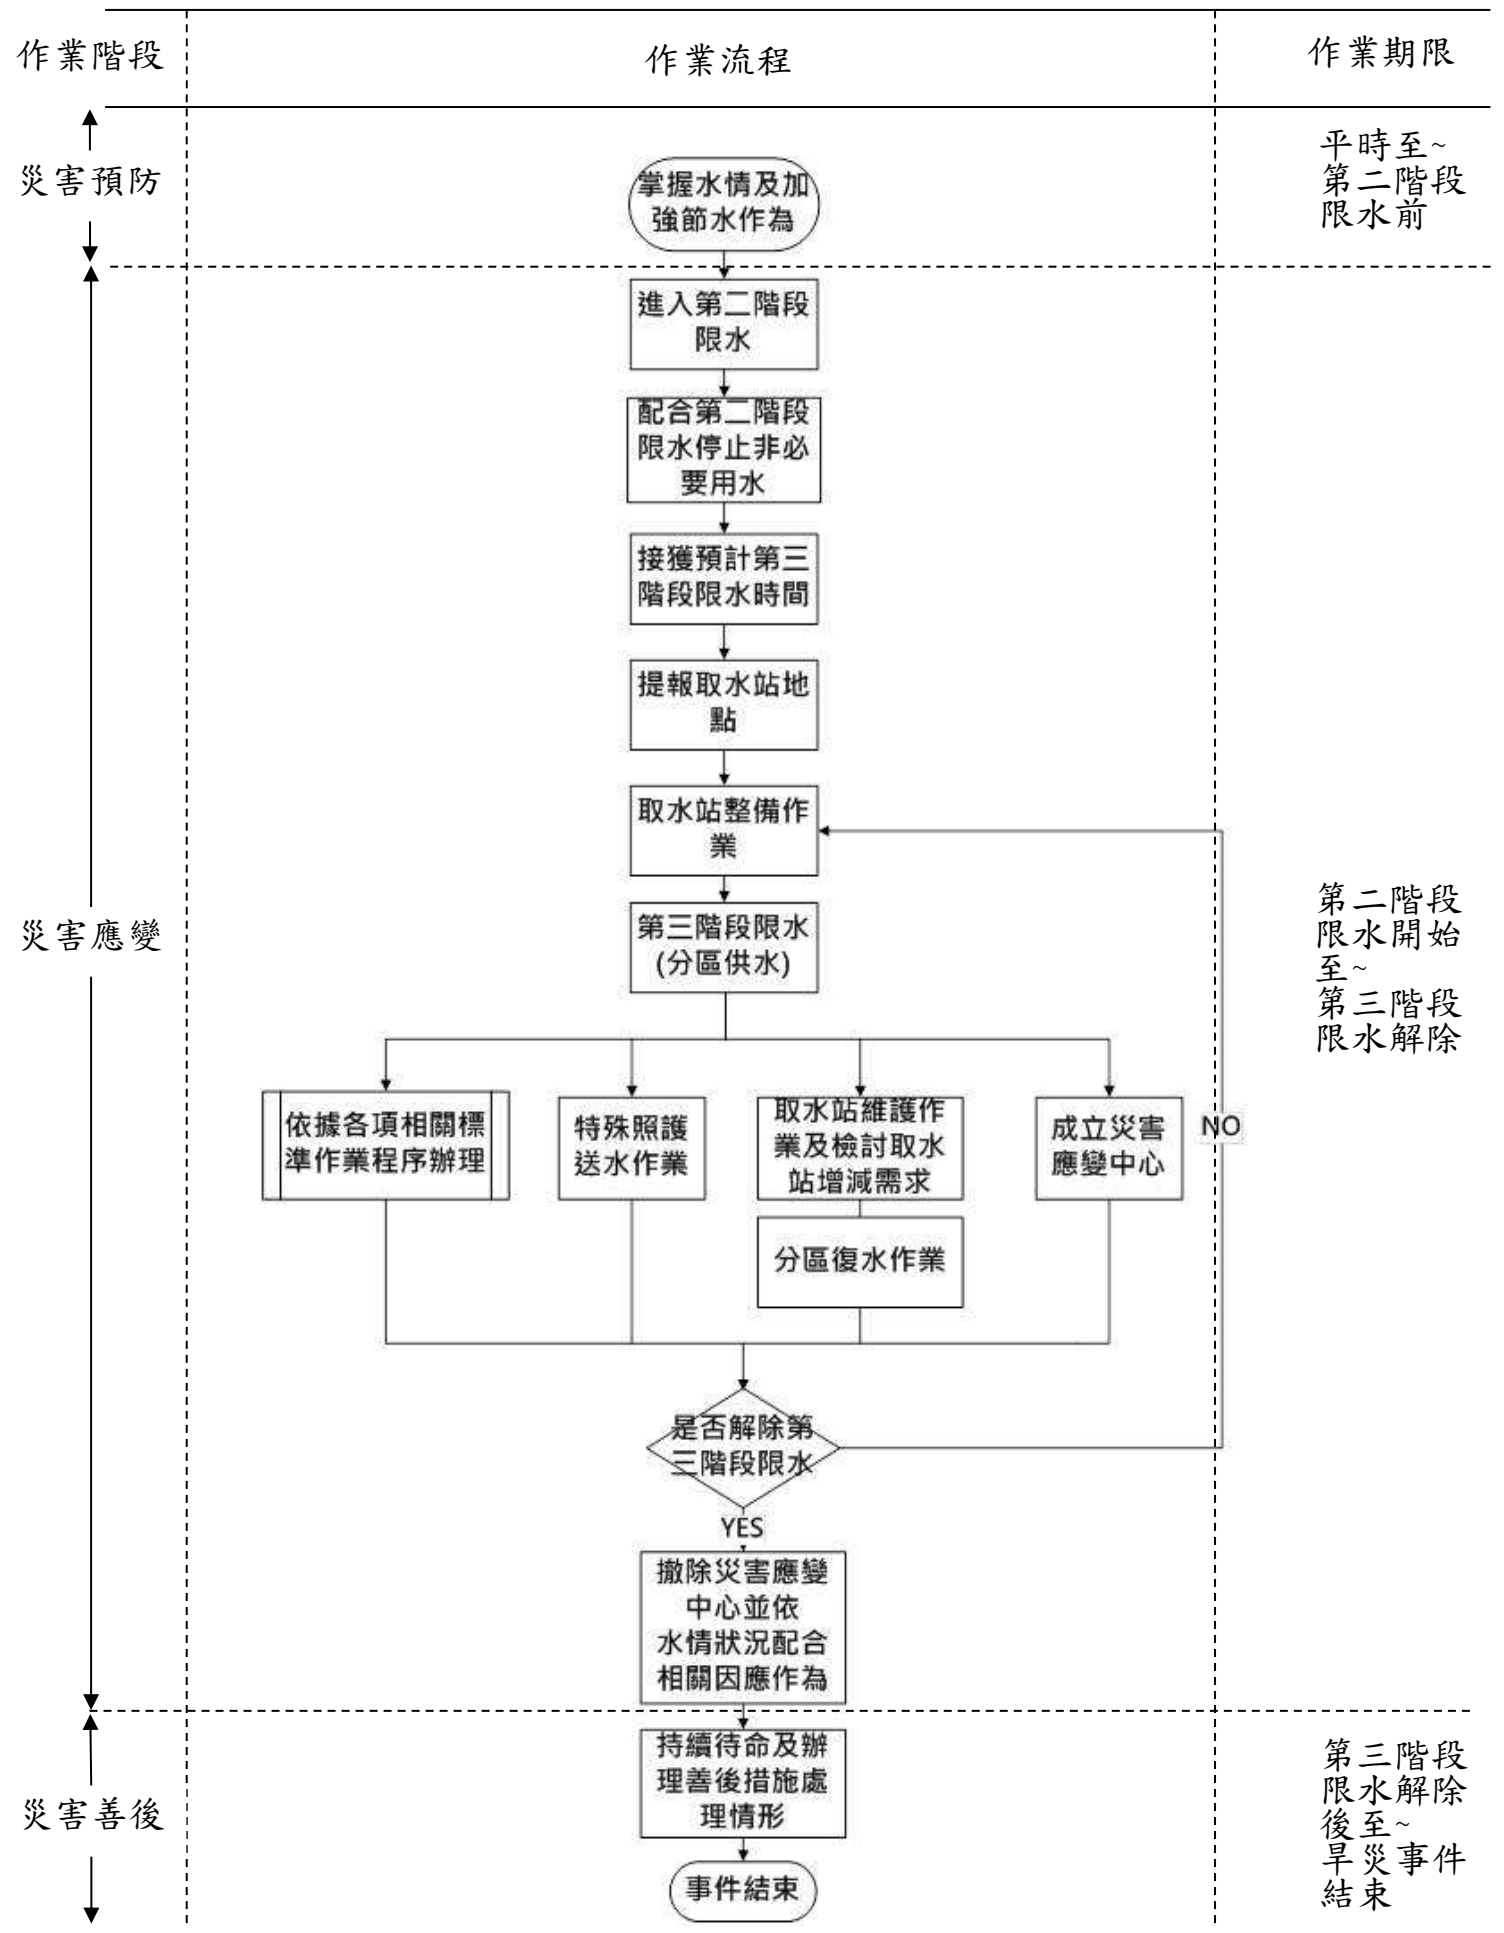 作業階段
作業流程
作業期限
災害預防
掌握水情及加
強節水作為
平時至~
第二階段
限水前
進入第二階段
限水
配合第二階段
限水停止非必
要用水
接獲預計第三
階段限水時間
提報取水站地
點
取水站整備作
業
災害應變
第三階段限水
(分區供水)
第二階段
限水開始
至~
第三階段
限水解除
依據各項相關標
準作業程序辦理
特殊照護
送水作業
取水站維護作
業及檢討取水
站增減需求
成立災害
應變中心
NO
分區復水作業
是否解除第
三階段限水
YES
撤除災害應變
中心並依
水情狀況配合
相關因應作為
災害善後
持續待命及辦
理善後措施處
理情形
事件結束
第三階段
限水解除
後至~
旱災事件
結束